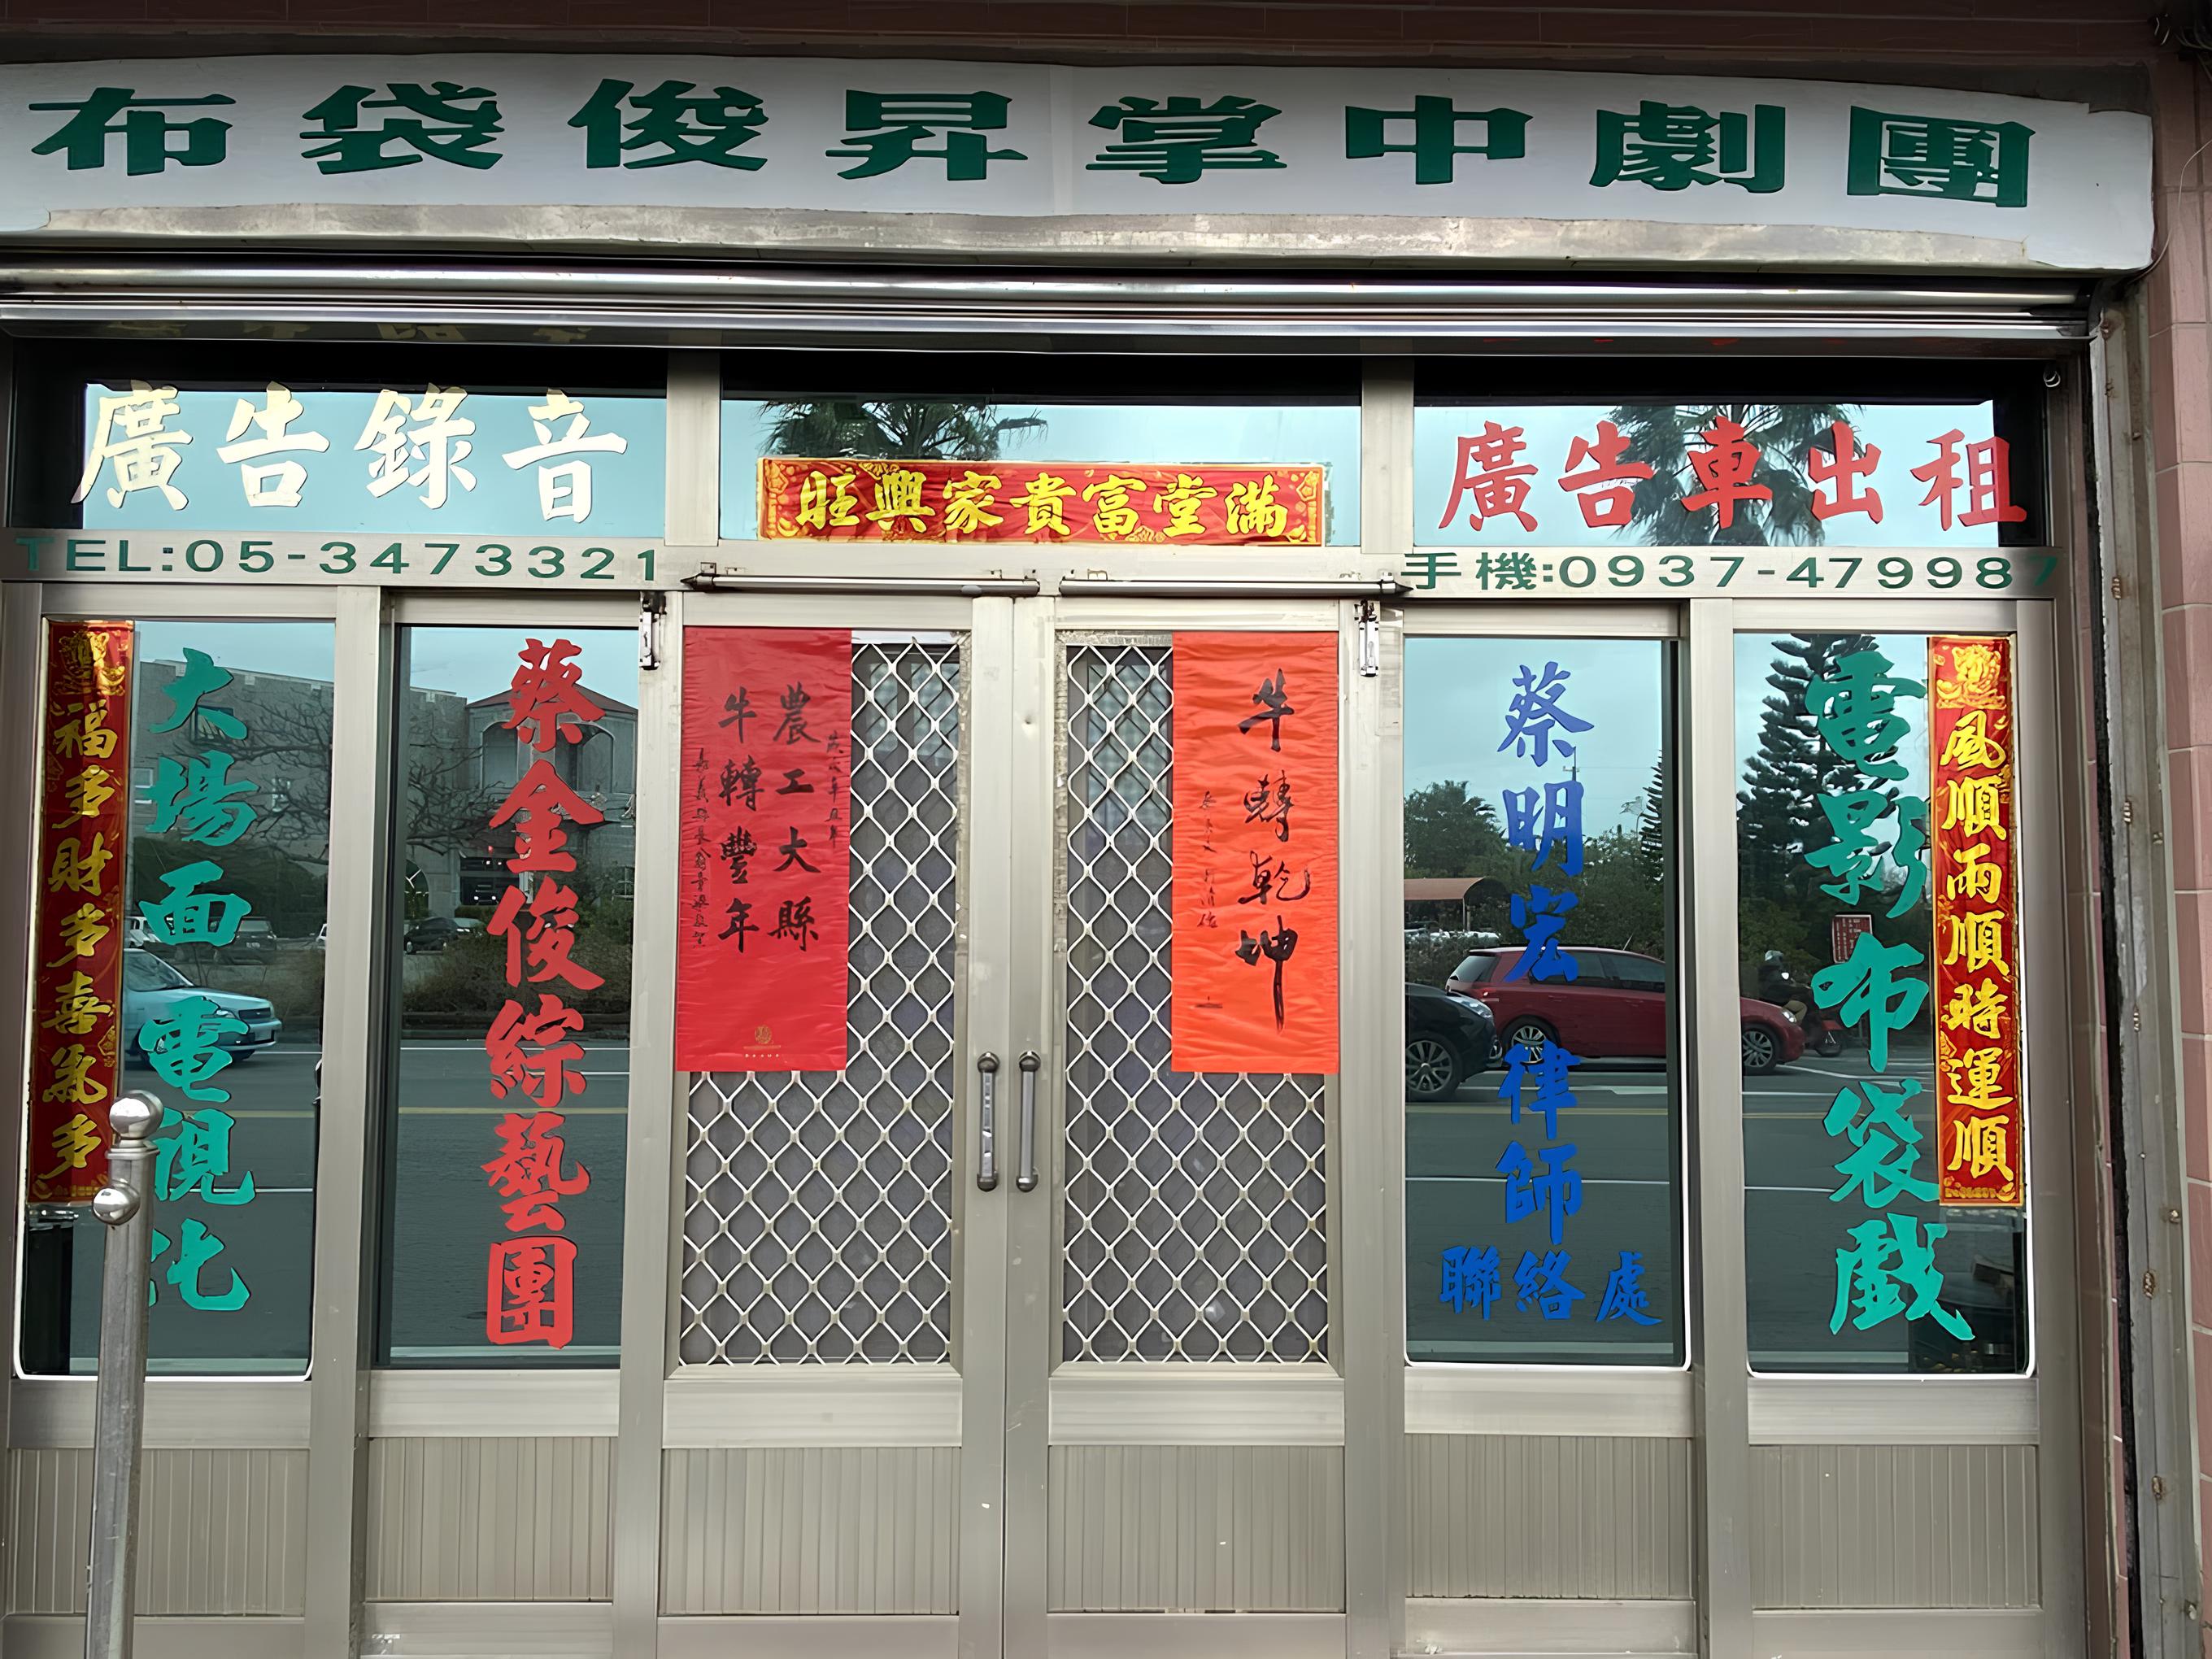 布袋俊昇掌中劇團
廣告錄音
旺興家貴富堂滿
廣告車出租
TEL:05-3473321
手機:0937-479987
福多財多喜氣多
大場面電視化
蔡金俊綜藝團
農工大縣
牛轉豐年
牛轉乾坤
蔡明宏律師
聯絡處
電影布袋戲
風順雨順時運順